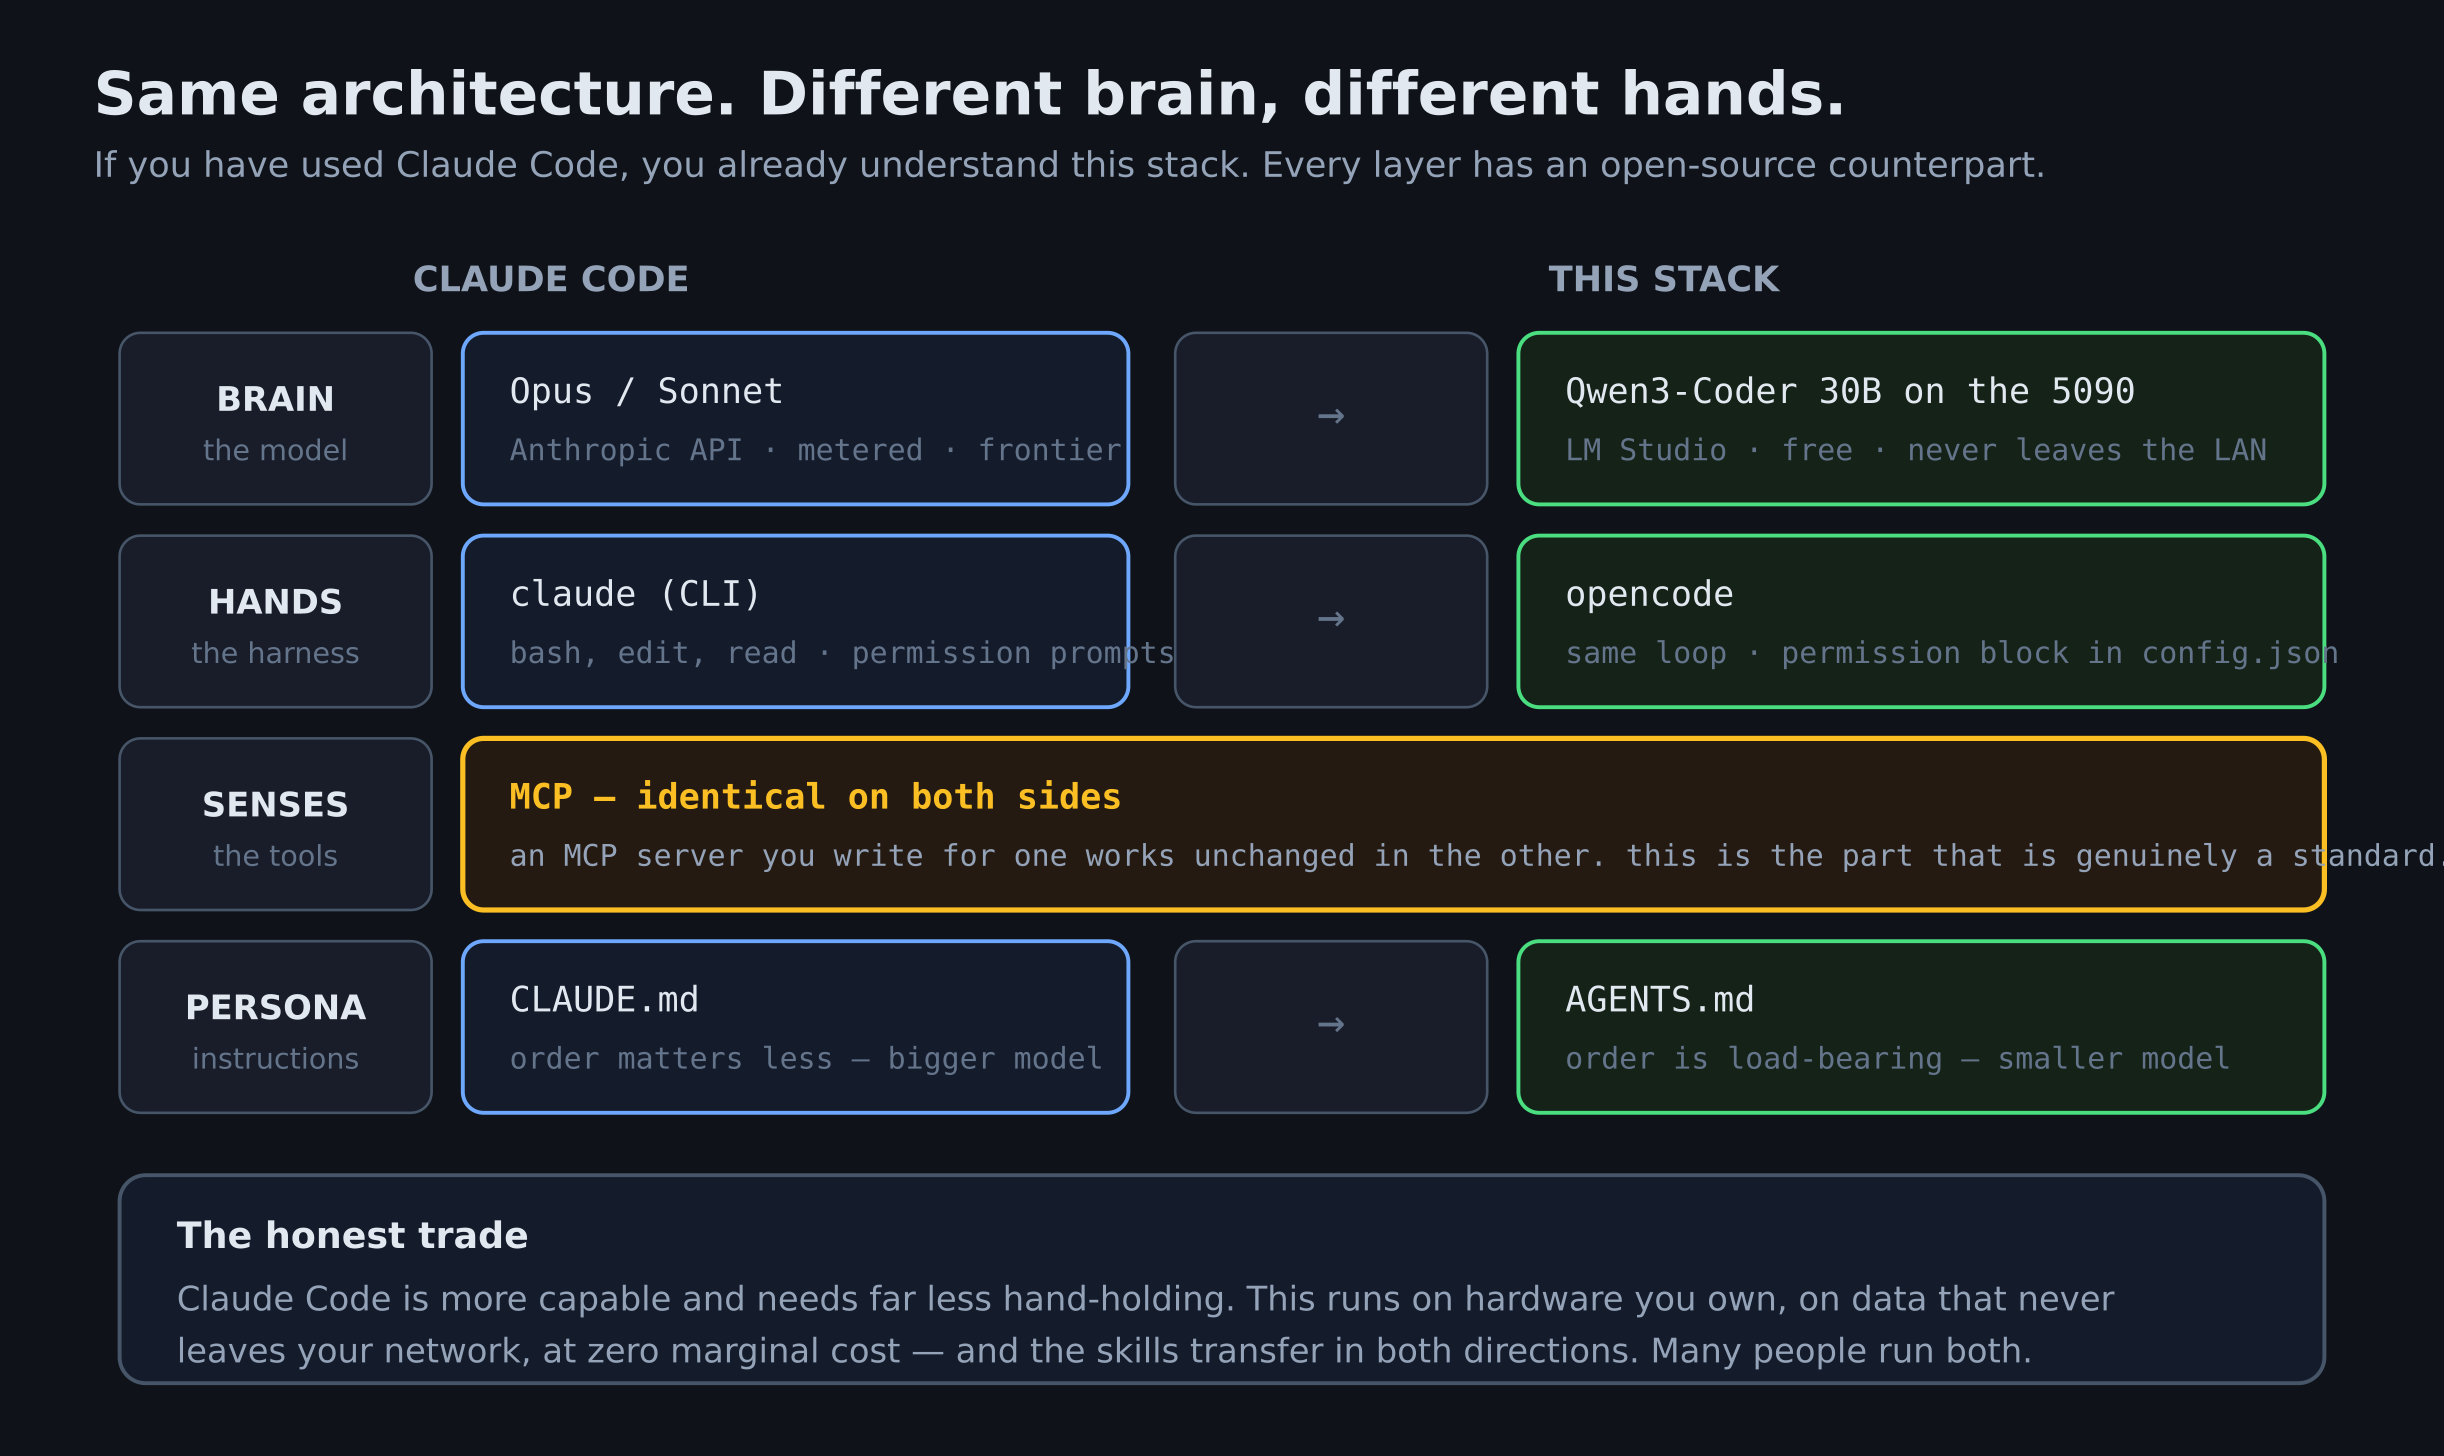 Same architecture. Different brain, different hands.
If you have used Claude Code, you already understand this stack. Every layer has an open-source counterpart.
CLAUDE CODE
THIS STACK
BRAIN
the model
Opus / Sonnet
Anthropic API · metered · frontier
→
Qwen3-Coder 30B on the 5090
LM Studio · free · never leaves the LAN
HANDS
the harness
claude (CLI)
bash, edit, read · permission prompts
→
opencode
same loop · permission block in config.json
SENSES
the tools
MCP — identical on both sides
an MCP server you write for one works unchanged in the other. this is the part that is genuinely a standard.
PERSONA
instructions
CLAUDE.md
order matters less — bigger model
→
AGENTS.md
order is load-bearing — smaller model
The honest trade
Claude Code is more capable and needs far less hand-holding. This runs on hardware you own, on data that never
leaves your network, at zero marginal cost — and the skills transfer in both directions. Many people run both.